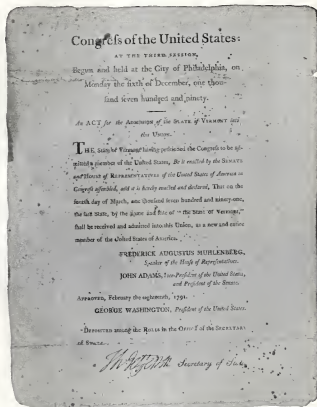 Congreſs of the United States:
AT THE THIRD SESSION,
Begun and held at the City of Philadelphia, on
Monday the ſixth of December, one thou-
ſand ſeven hundred and ninety.
An ACT for the Admiſſion of the State of Vermont into
the Union.
THE State of Vermont having petitioned the Congreſs to be ad-
mitted a member of the United States, Be it enacted by the SENATE
and HOUSE of REPRESENTATIVES of the United States of America in
Congreſs aſſembled, and it is hereby enacted and declared, That on the
fourth day of March, one thouſand ſeven hundred and ninety-one,
the ſaid State, by the name and ſtile of "the State of Vermont,"
ſhall be received and admitted into this Union, as a new and entire
member of the United States of America.
FREDERICK AUGUSTUS MUHLENBERG,
Speaker of the Houſe of Repreſentatives.
JOHN ADAMS, Vice-Preſident of the United States,
and Preſident of the Senate.
APPROVED, February the eighteenth, 1791.
GEORGE WASHINGTON, Preſident of the United States.
DEPOSITED among the ROLLS in the OFFICE of the SECRETARY
of STATE.
Secretary of State